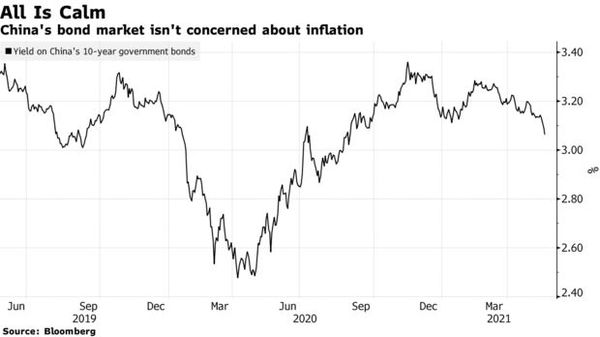 All Is Calm
China's bond market isn't concerned about inflation
Yield on China's 10-year government bonds
3.40
3.20
3.00
%
2.80
2.60
2.40
Jun Sep Dec Mar Jun Sep Dec Mar
2019 2020 2021
Source: Bloomberg